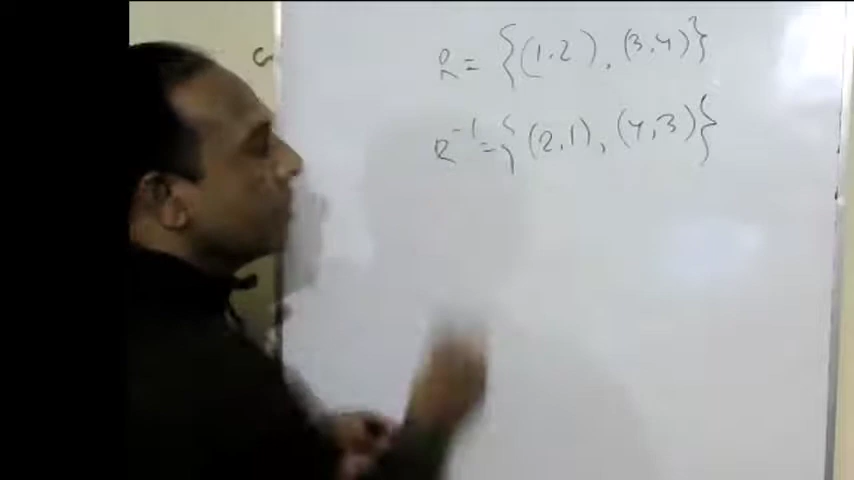 R = {(1,2), (3,4)}
R⁻¹ = {(2,1), (4,3)}